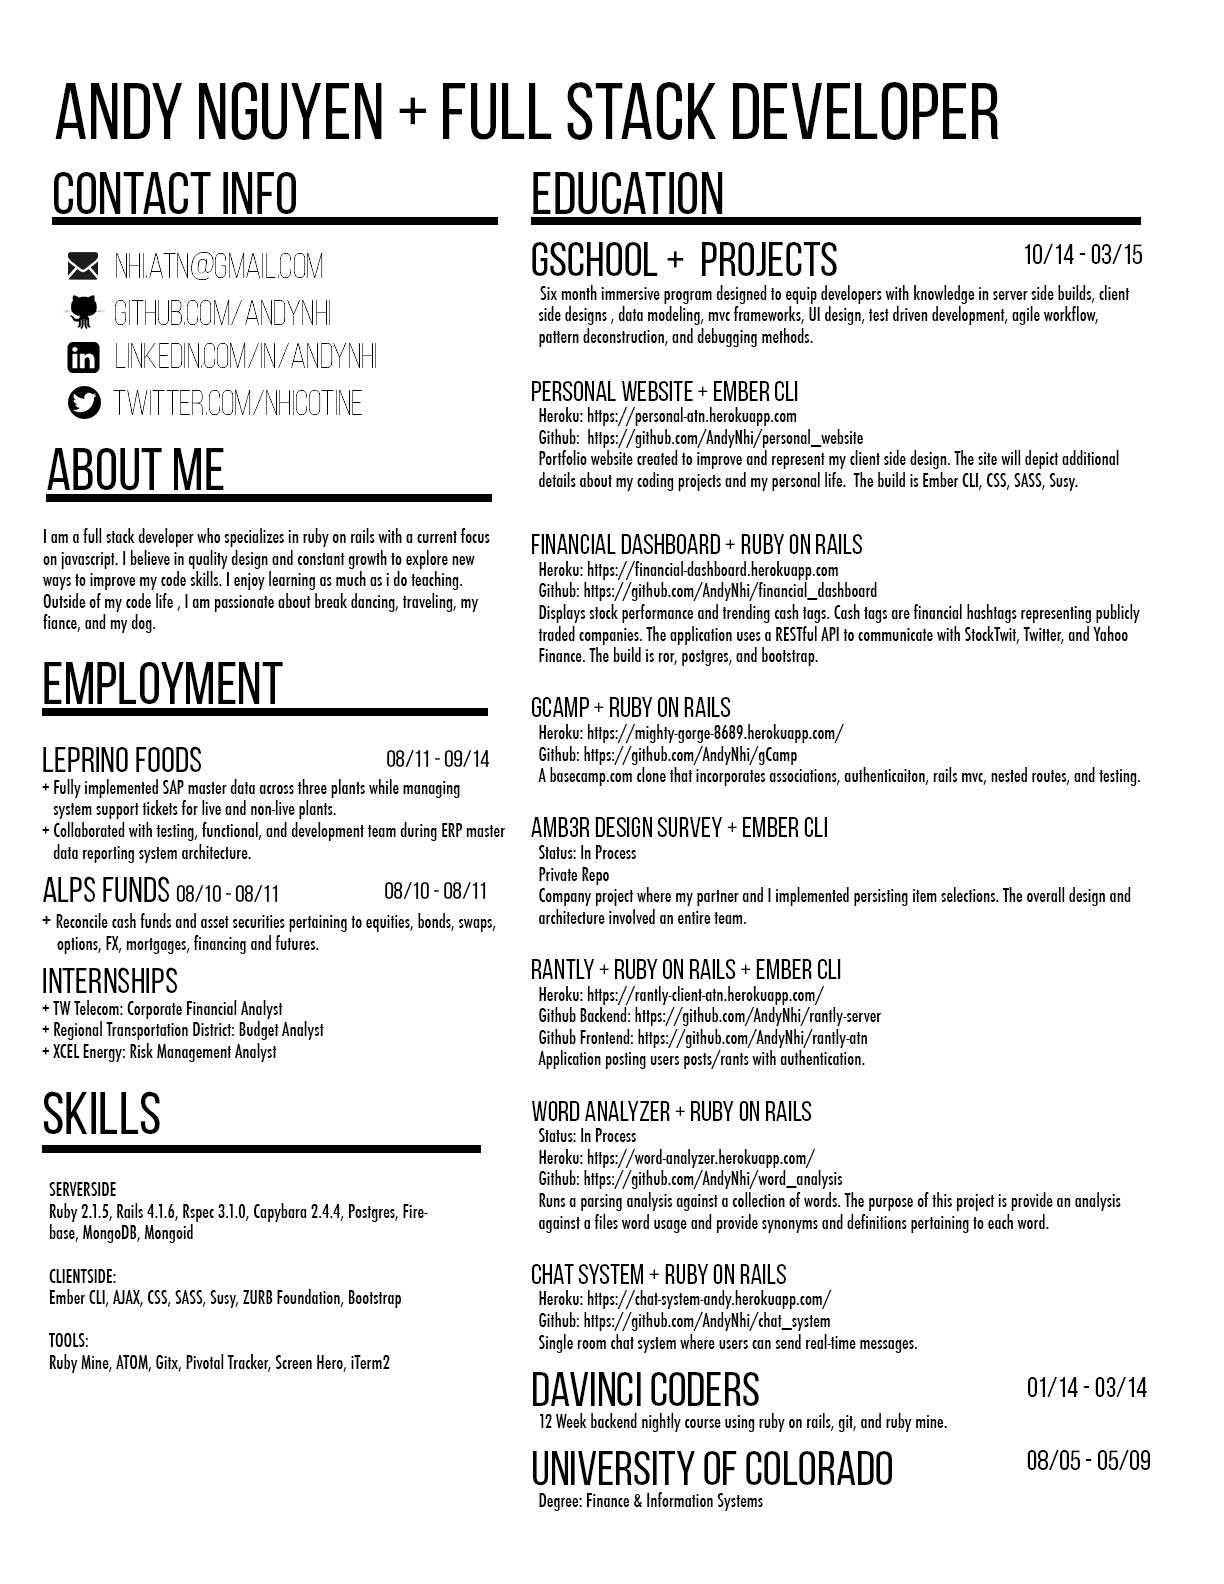 ANDY NGUYEN + FULL STACK DEVELOPER
CONTACT INFO
NHI.ATN@GMAIL.COM
GITHUB.COM/ANDYNHI
in LINKEDIN.COM/IN/ANDYNHI
TWITTER.COM/NHICOTINE
ABOUT ME
I am a full stack developer who specializes in ruby on rails with a current focus
on javascript. I believe in quality design and constant growth to explore new
ways to improve my code skills. I enjoy learning as much as i do teaching.
Outside of my code life , I am passionate about break dancing, traveling, my
fiance, and my dog.
EMPLOYMENT
LEPRINO FOODS 08/11 - 09/14
+ Fully implemented SAP master data across three plants while managing
system support tickets for live and non-live plants.
+ Collaborated with testing, functional, and development team during ERP master
data reporting system architecture.
ALPS FUNDS 08/10 - 08/11 08/10 - 08/11
+ Reconcile cash funds and asset securities pertaining to equities, bonds, swaps,
options, FX, mortgages, financing and futures.
INTERNSHIPS
+ TW Telecom: Corporate Financial Analyst
+ Regional Transportation District: Budget Analyst
+ XCEL Energy: Risk Management Analyst
SKILLS
SERVERSIDE
Ruby 2.1.5, Rails 4.1.6, Rspec 3.1.0, Capybara 2.4.4, Postgres, Fire-
base, MongoDB, Mongoid
CLIENTSIDE:
Ember CLI, AJAX, CSS, SASS, Susy, ZURB Foundation, Bootstrap
TOOLS:
Ruby Mine, ATOM, Gitx, Pivotal Tracker, Screen Hero, iTerm2
EDUCATION
GSCHOOL + PROJECTS 10/14 - 03/15
Six month immersive program designed to equip developers with knowledge in server side builds, client
side designs , data modeling, mvc frameworks, UI design, test driven development, agile workflow,
pattern deconstruction, and debugging methods.
PERSONAL WEBSITE + EMBER CLI
Heroku: https://personal-atn.herokuapp.com
Github: https://github.com/AndyNhi/personal_website
Portfolio website created to improve and represent my client side design. The site will depict additional
details about my coding projects and my personal life. The build is Ember CLI, CSS, SASS, Susy.
FINANCIAL DASHBOARD + RUBY ON RAILS
Heroku: https://financial-dashboard.herokuapp.com
Github: https://github.com/AndyNhi/financial_dashboard
Displays stock performance and trending cash tags. Cash tags are financial hashtags representing publicly
traded companies. The application uses a RESTful API to communicate with StockTwit, Twitter, and Yahoo
Finance. The build is ror, postgres, and bootstrap.
GCAMP + RUBY ON RAILS
Heroku: https://mighty-gorge-8689.herokuapp.com/
Github: https://github.com/AndyNhi/gCamp
A basecamp.com clone that incorporates associations, authenticaiton, rails mvc, nested routes, and testing.
AMB3R DESIGN SURVEY + EMBER CLI
Status: In Process
Private Repo
Company project where my partner and I implemented persisting item selections. The overall design and
architecture involved an entire team.
RANTLY + RUBY ON RAILS + EMBER CLI
Heroku: https://rantly-client-atn.herokuapp.com/
Github Backend: https://github.com/AndyNhi/rantly-server
Github Frontend: https://github.com/AndyNhi/rantly-atn
Application posting users posts/rants with authentication.
WORD ANALYZER + RUBY ON RAILS
Status: In Process
Heroku: https://word-analyzer.herokuapp.com/
Github: https://github.com/AndyNhi/word_analysis
Runs a parsing analysis against a collection of words. The purpose of this project is provide an analysis
against a files word usage and provide synonyms and definitions pertaining to each word.
CHAT SYSTEM + RUBY ON RAILS
Heroku: https://chat-system-andy.herokuapp.com/
Github: https://github.com/AndyNhi/chat_system
Single room chat system where users can send real-time messages.
DAVINCI CODERS 01/14 - 03/14
12 Week backend nightly course using ruby on rails, git, and ruby mine.
UNIVERSITY OF COLORADO 08/05 - 05/09
Degree: Finance & Information Systems